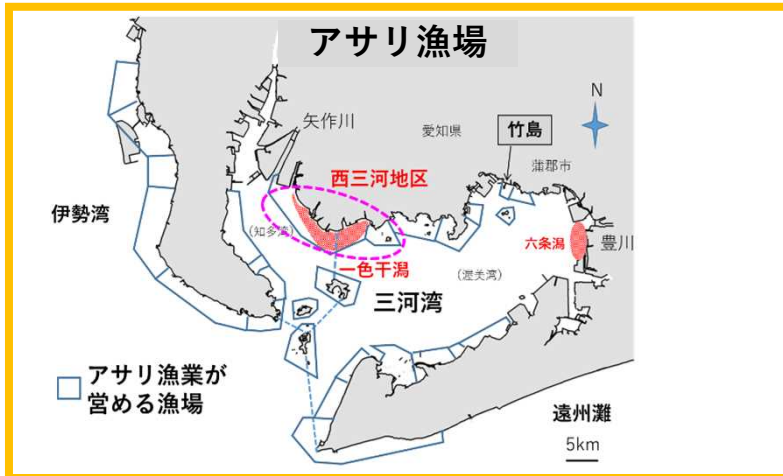 アサリ漁場
N
矢作川
愛知県
竹島
蒲郡市
西三河地区
伊勢湾
(知多湾)
六条潟
豊川
一色干潟
(渥美湾)
三河湾
アサリ漁業が
営める漁場
遠州灘
5km